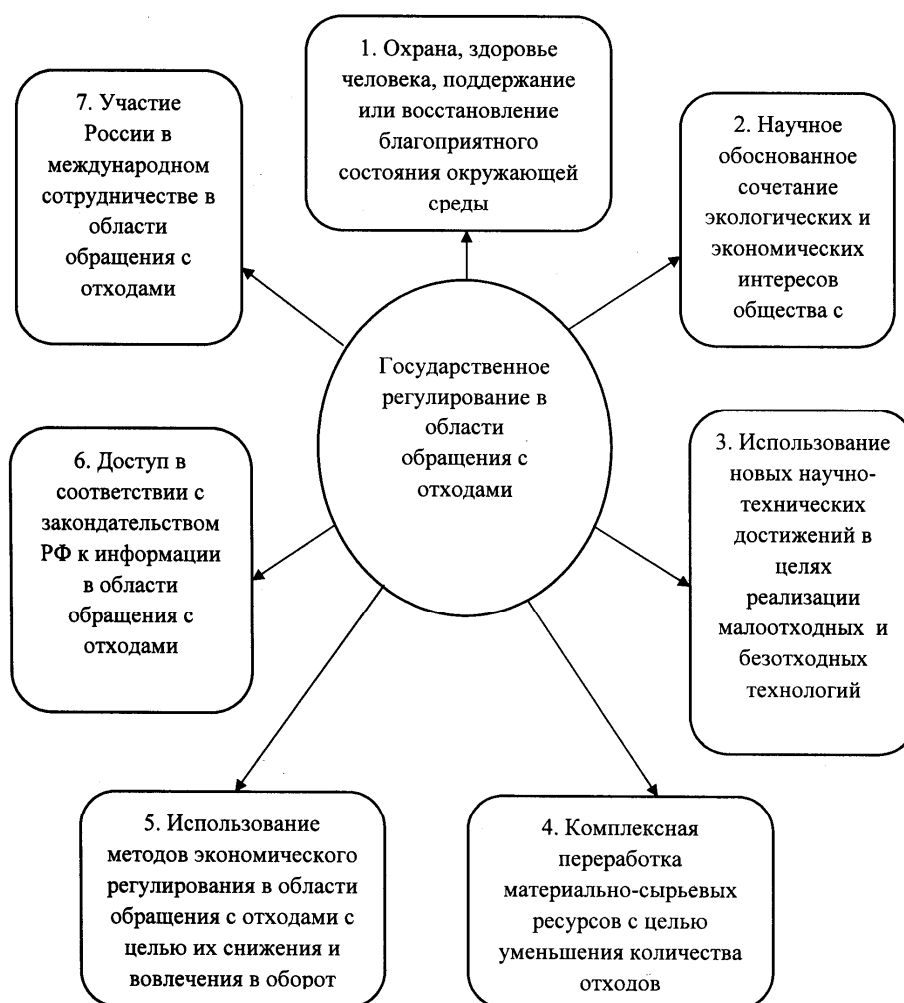 Государственное
регулирование в
области
обращения с
отходами
1. Охрана, здоровье
человека, поддержание
или восстановление
благоприятного
состояния окружающей
среды
2. Научное
обоснованное
сочетание
экологических и
экономических
интересов
общества с
3. Использование
новых научно-
технических
достижений в
целях
реализации
малоотходных и
безотходных
технологий
4. Комплексная
переработка
материально-сырьевых
ресурсов с целью
уменьшения количества
отходов
5. Использование
методов экономического
регулирования в области
обращения с отходами с
целью их снижения и
вовлечения в оборот
6. Доступ в
соответствии с
закондательством
РФ к информации
в области
обращения с
отходами
7. Участие
России в
международном
сотрудничестве в
области
обращения с
отходами